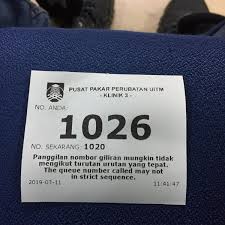 PUSAT PAKAR PERUBATAN UITM
- KLINIK 3 -
NO. ANDA:
1026
NO. SEKARANG: 1020
Panggilan nombor giliran mungkin tidak
mengikut turutan urutan yang tepat.
The queue number called may not
in strict sequence.
2019-07-11 11:41:47